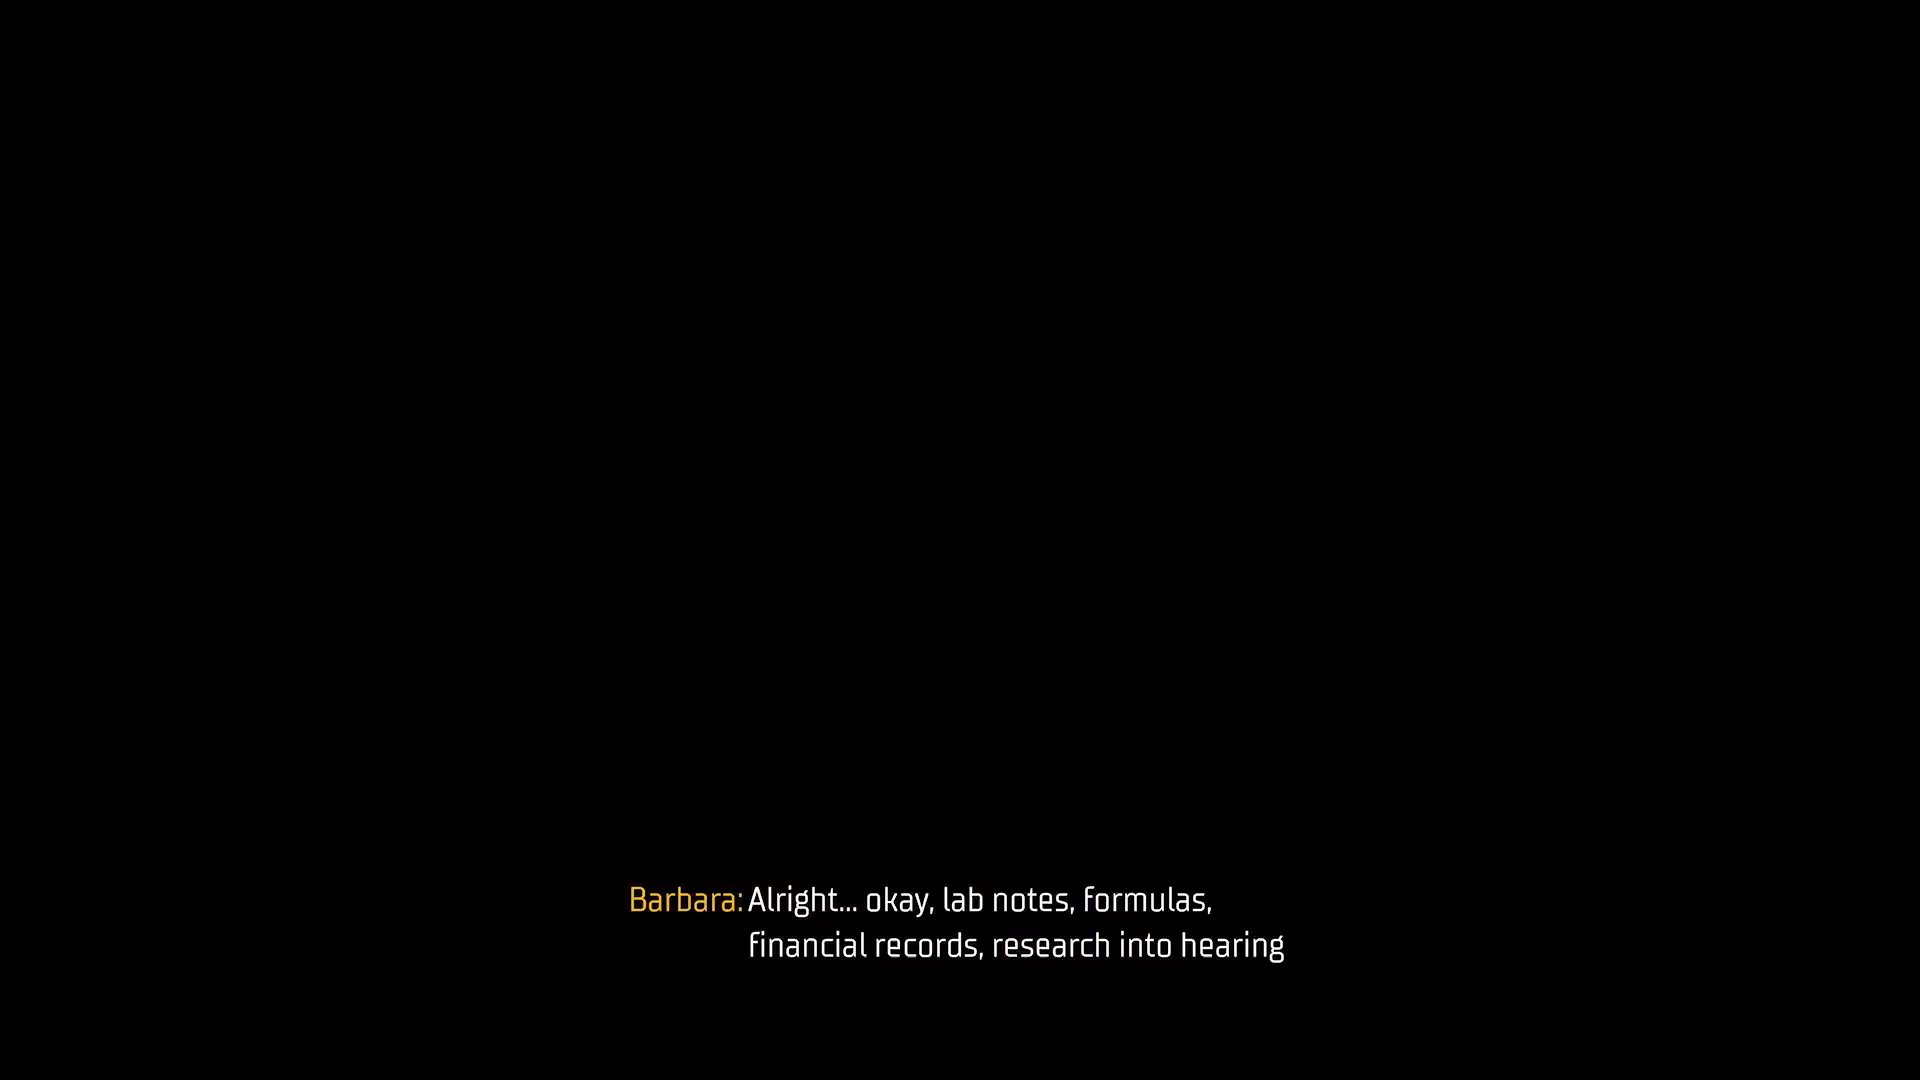 Barbara: Alright... okay, lab notes, formulas,
financial records, research into hearing